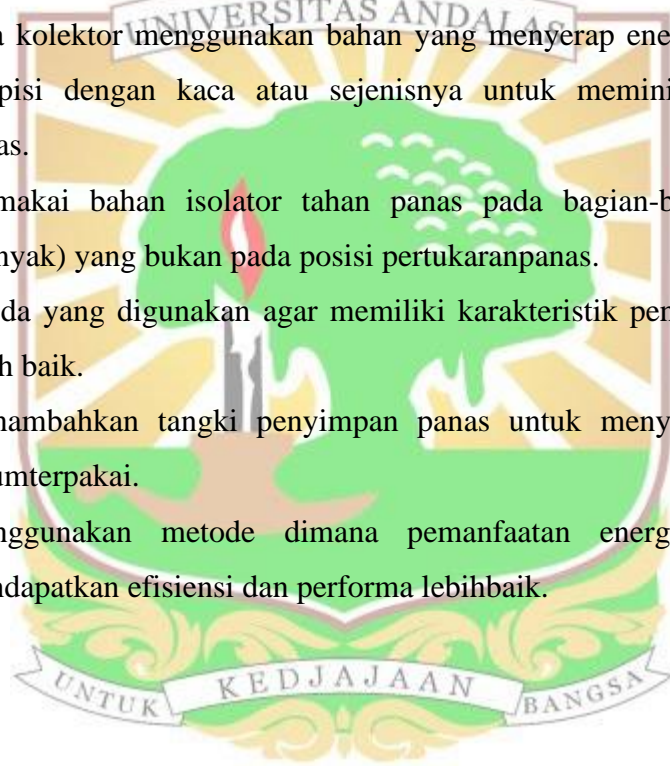 UNIVERSITAS ANDALAS
a kolektor menggunakan bahan yang menyerap ene
pisi dengan kaca atau sejenisnya untuk memini
as.
makai bahan isolator tahan panas pada bagian-b
nyak) yang bukan pada posisi pertukaranpanas.
da yang digunakan agar memiliki karakteristik pen
h baik.
nambahkan tangki penyimpan panas untuk meny
umterpakai.
nggunakan metode dimana pemanfaatan energ
ndapatkan efisiensi dan performa lebihbaik.
UNTUK KEDJAJAAN BANGSA